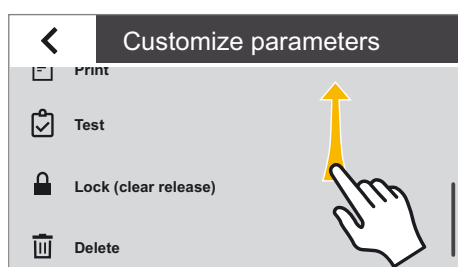 Customize parameters
Print
Test
Lock (clear release)
Delete